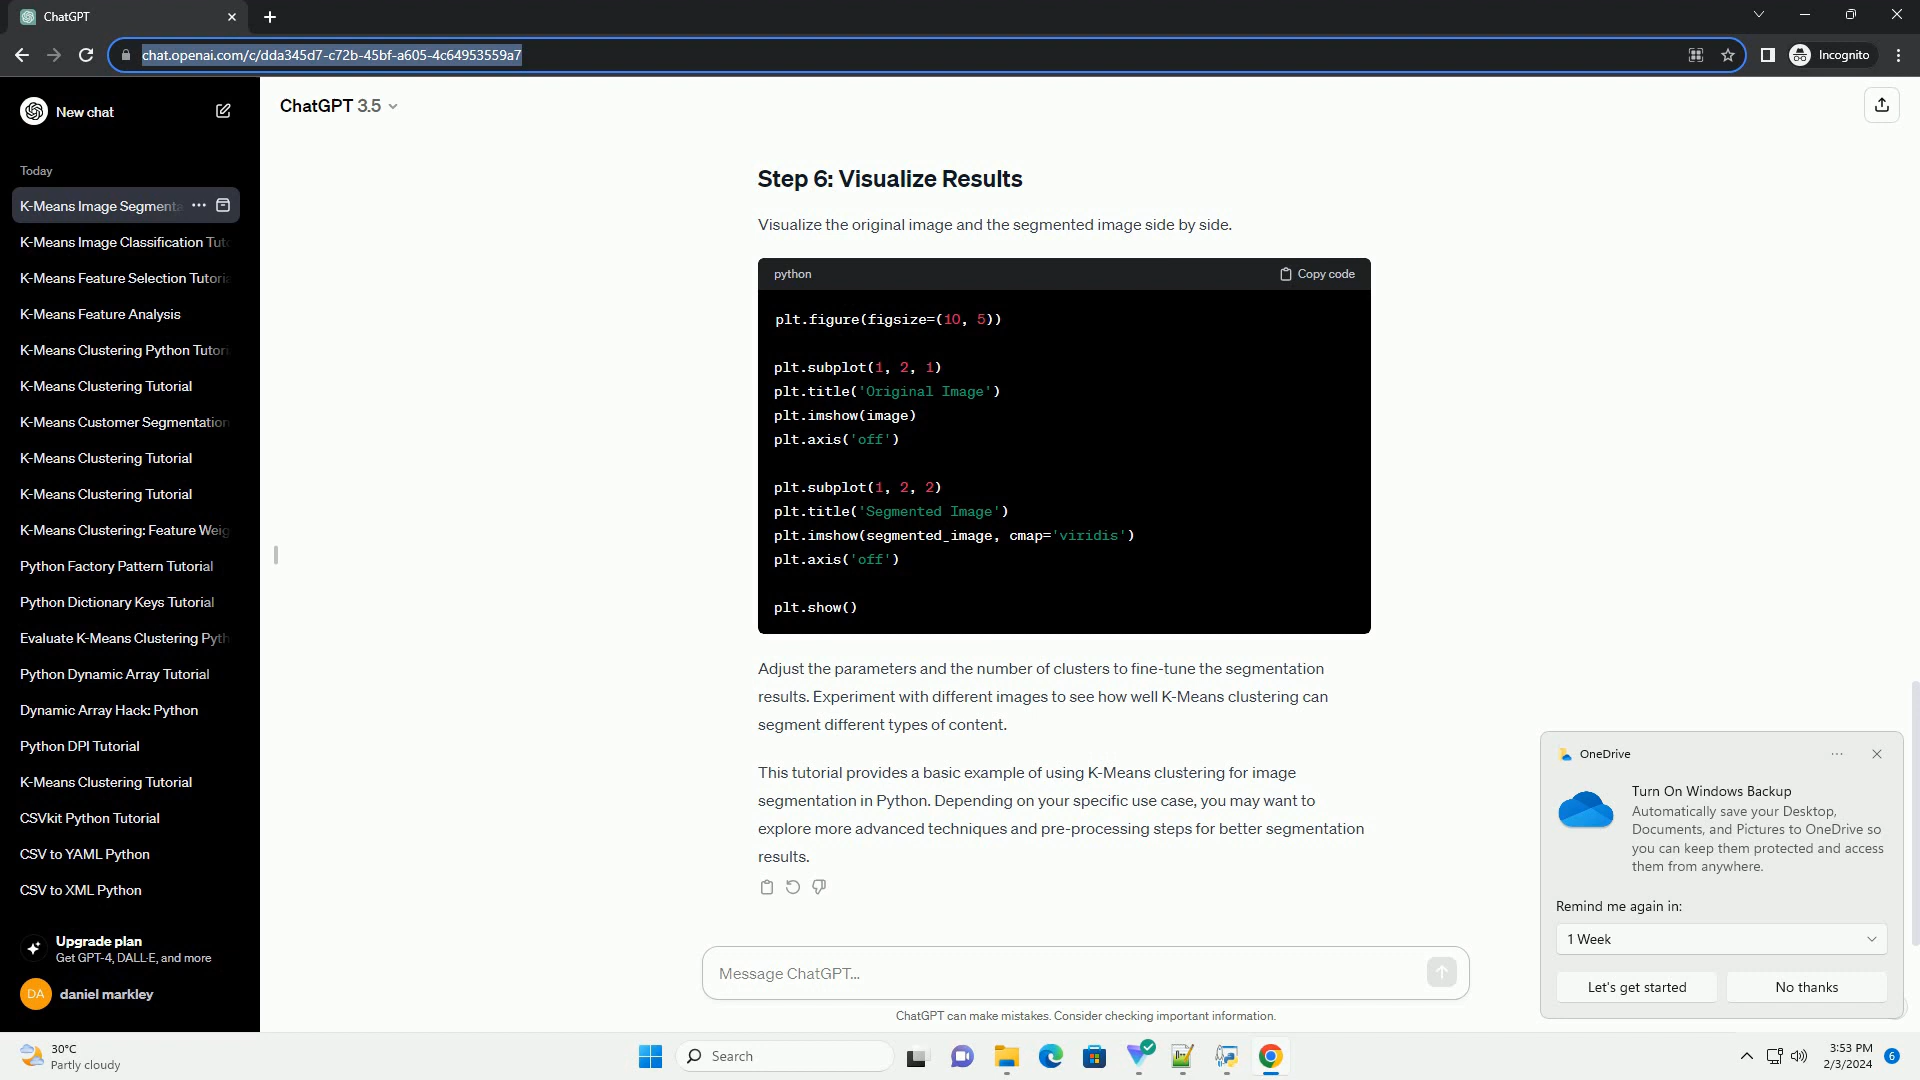 ChatGPT
chat.openai.com/c/dda345d7-c72b-45bf-a605-4c64953559a7
Incognito
New chat
ChatGPT 3.5
Today
K-Means Image Segmenta
K-Means Image Classification Tuto
K-Means Feature Selection Tutoria
K-Means Feature Analysis
K-Means Clustering Python Tutori
K-Means Clustering Tutorial
K-Means Customer Segmentation
K-Means Clustering Tutorial
K-Means Clustering Tutorial
K-Means Clustering: Feature Weig
Python Factory Pattern Tutorial
Python Dictionary Keys Tutorial
Evaluate K-Means Clustering Pyth
Python Dynamic Array Tutorial
Dynamic Array Hack: Python
Python DPI Tutorial
K-Means Clustering Tutorial
CSVkit Python Tutorial
CSV to YAML Python
CSV to XML Python
Upgrade plan
Get GPT-4, DALL·E, and more
DA
daniel markley
Step 6: Visualize Results
Visualize the original image and the segmented image side by side.
python
Copy code
plt.figure(figsize=(10, 5))
plt.subplot(1, 2, 1)
plt.title('Original Image')
plt.imshow(image)
plt.axis('off')
plt.subplot(1, 2, 2)
plt.title('Segmented Image')
plt.imshow(segmented_image, cmap='viridis')
plt.axis('off')
plt.show()
Adjust the parameters and the number of clusters to fine-tune the segmentation
results. Experiment with different images to see how well K-Means clustering can
segment different types of content.
This tutorial provides a basic example of using K-Means clustering for image
segmentation in Python. Depending on your specific use case, you may want to
explore more advanced techniques and pre-processing steps for better segmentation
results.
Message ChatGPT...
ChatGPT can make mistakes. Consider checking important information.
OneDrive
Turn On Windows Backup
Automatically save your Desktop,
Documents, and Pictures to OneDrive so
you can keep them protected and access
them from anywhere.
Remind me again in:
1 Week
Let's get started
No thanks
30°C
Partly cloudy
Search
3:53 PM
2/3/2024
6